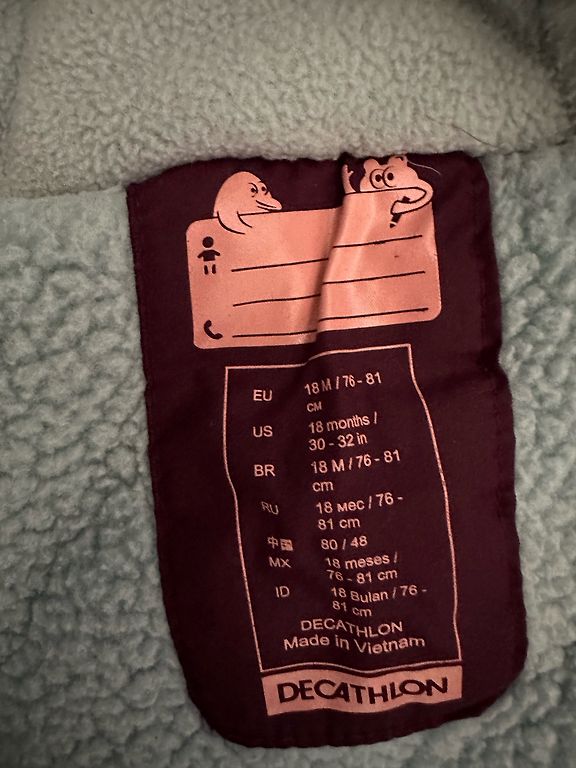 EU 18 M / 76 - 81
CM
US 18 months /
30 - 32 in
BR 18 M / 76 - 81
cm
RU 18 мес / 76 -
81 cm
中国 80 / 48
MX 18 meses /
76 - 81 cm
ID 18 Bulan / 76 -
81 cm
DECATHLON
Made in Vietnam
DECATHLON